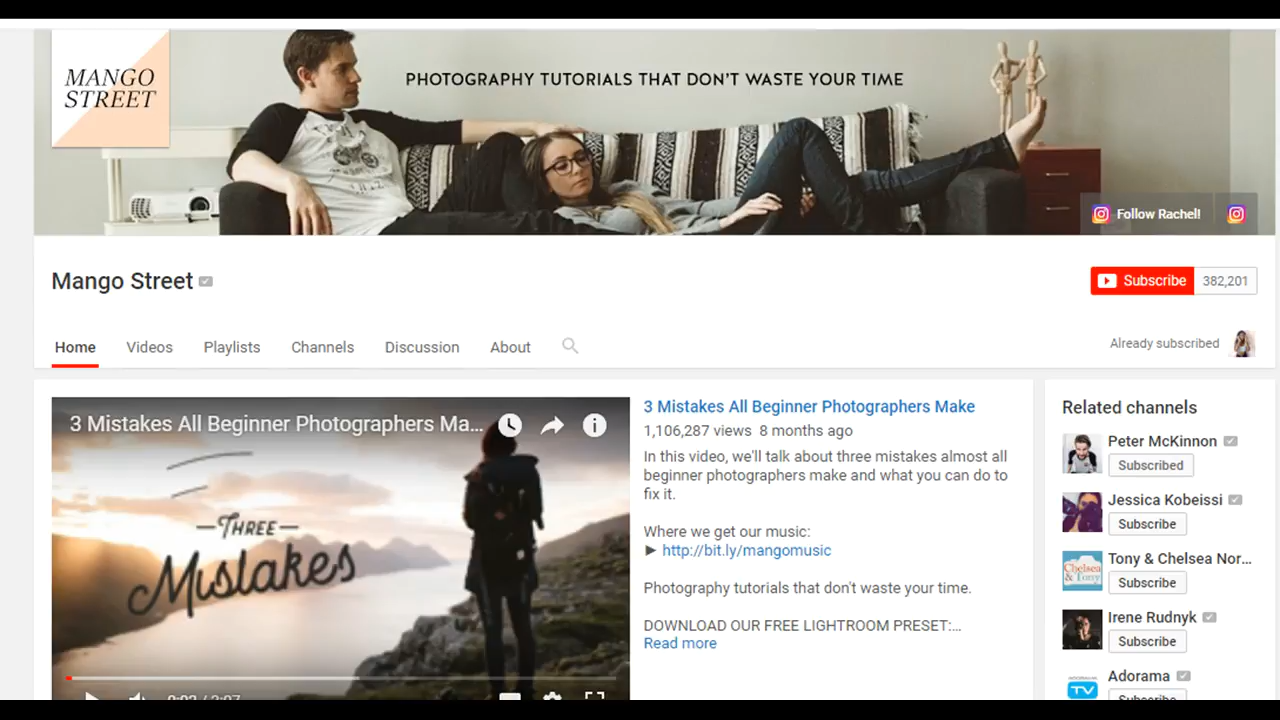 MANGO
STREET
PHOTOGRAPHY TUTORIALS THAT DON'T WASTE YOUR TIME
Follow Rachel!
Mango Street
Subscribe 382,201
Home Videos Playlists Channels Discussion About
Already subscribed
3 Mistakes All Beginner Photographers Ma...
THREE
Mistakes
3 Mistakes All Beginner Photographers Make
1,106,287 views 8 months ago
In this video, we'll talk about three mistakes almost all
beginner photographers make and what you can do to
fix it.
Where we get our music:
► http://bit.ly/mangomusic
Photography tutorials that don't waste your time.
DOWNLOAD OUR FREE LIGHTROOM PRESET:...
Read more
Related channels
Peter McKinnon
Subscribed
Jessica Kobeissi
Subscribe
Chelsea
& Tony
Tony & Chelsea Nor...
Subscribe
Irene Rudnyk
Subscribe
TV
Adorama
Subscribe